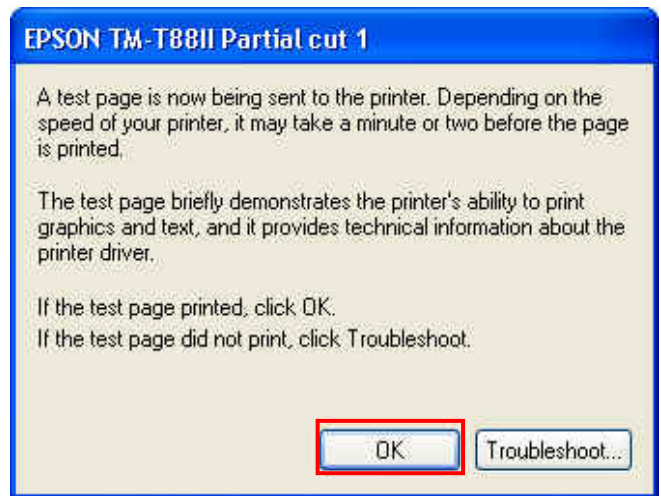 EPSON TM-T88II Partial cut 1
A test page is now being sent to the printer. Depending on the
speed of your printer, it may take a minute or two before the page
is printed.
The test page briefly demonstrates the printer's ability to print
graphics and text, and it provides technical information about the
printer driver.
If the test page printed, click OK.
If the test page did not print, click Troubleshoot.
OK
Troubleshoot...